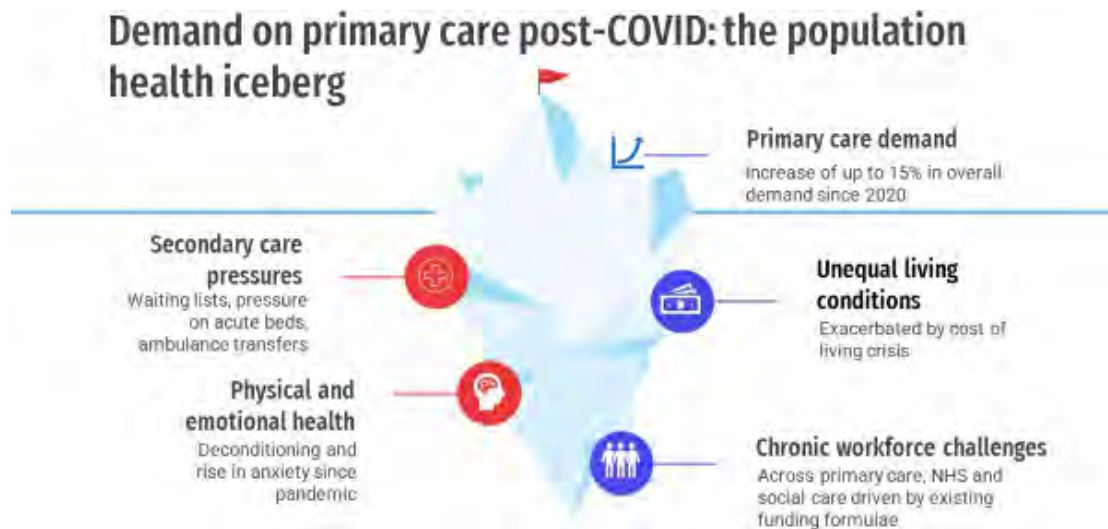 Demand on primary care post-COVID: the population
health iceberg
Primary care demand
Increase of up to 15% in overall
demand since 2020
Secondary care
pressures
Waiting lists, pressure
on acute beds,
ambulance transfers
Unequal living
conditions
Exacerbated by cost of
living crisis
Physical and
emotional health
Deconditioning and
rise in anxiety since
pandemic
Chronic workforce challenges
Across primary care, NHS and
social care driven by existing
funding formulae